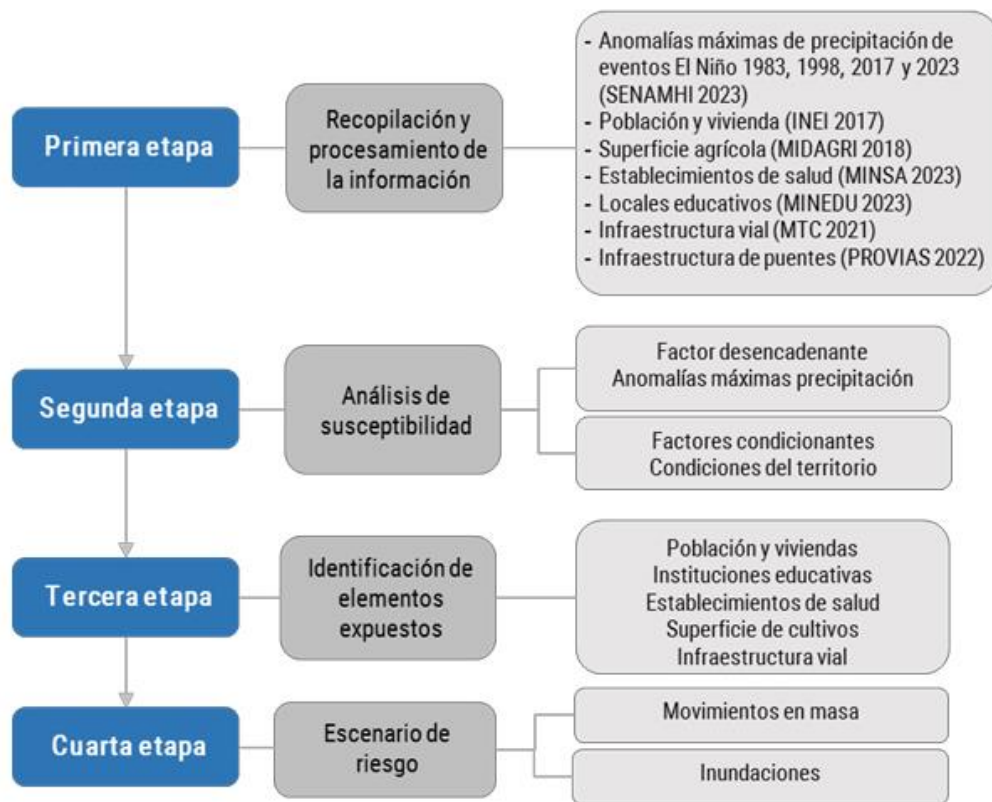 Primera etapa
Recopilación y
procesamiento de
la información
- Anomalías máximas de precipitación de
eventos El Niño 1983, 1998, 2017 y 2023
(SENAMHI 2023)
- Población y vivienda (INEI 2017)
- Superficie agrícola (MIDAGRI 2018)
- Establecimientos de salud (MINSA 2023)
- Locales educativos (MINEDU 2023)
- Infraestructura vial (MTC 2021)
- Infraestructura de puentes (PROVIAS 2022)
Segunda etapa
Análisis de
susceptibilidad
Factor desencadenante
Anomalías máximas precipitación
Factores condicionantes
Condiciones del territorio
Tercera etapa
Identificación de
elementos
expuestos
Población y viviendas
Instituciones educativas
Establecimientos de salud
Superficie de cultivos
Infraestructura vial
Cuarta etapa
Escenario de
riesgo
Movimientos en masa
Inundaciones